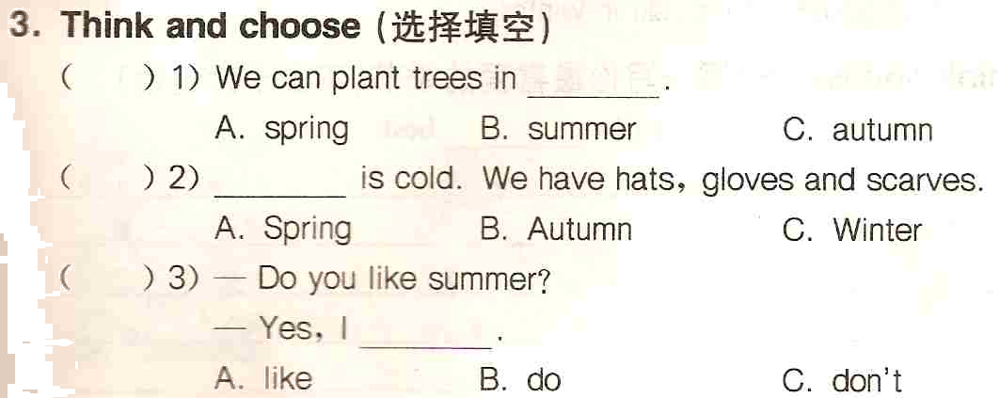 3. Think and choose (选择填空)
(    ) 1) We can plant trees in ________.
A. spring B. summer C. autumn
(    ) 2) ________ is cold. We have hats, gloves and scarves.
A. Spring B. Autumn C. Winter
(    ) 3) — Do you like summer?
— Yes, I ________.
A. like B. do C. don't